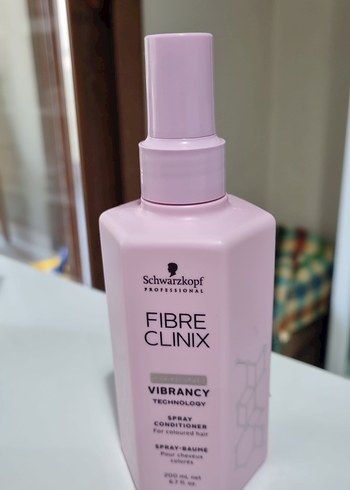 Schwarzkopf
PROFESSIONAL
FIBRE
CLINIX
VIBRANCY
TECHNOLOGY
SPRAY
CONDITIONER
For coloured hair
SPRAY-BAUME
Pour cheveux
colorés
200 mL net
6.7 fl. oz.